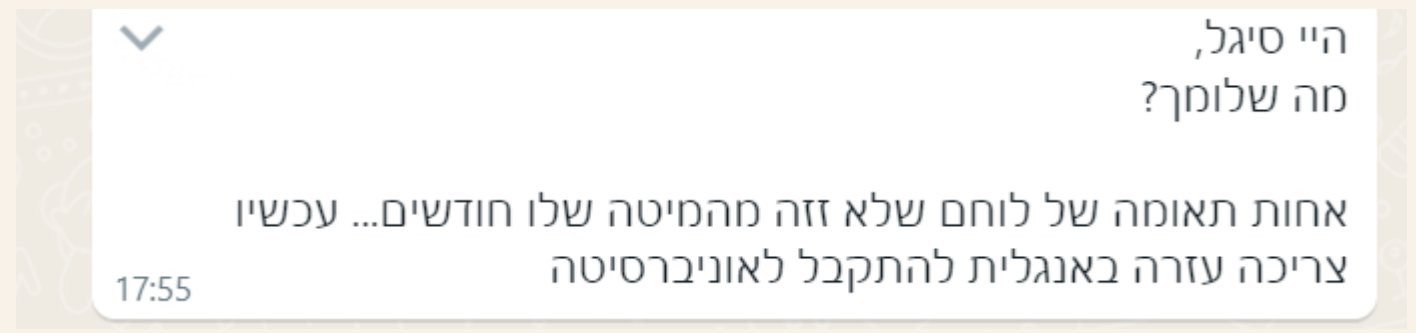 היי סיגל,
מה שלומך?
אחות תאומה של לוחם שלא זזה מהמיטה שלו חודשים... עכשיו
צריכה עזרה באנגלית להתקבל לאוניברסיטה
17:55